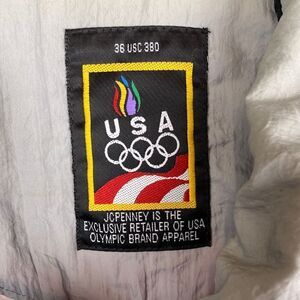 36 USC 380
USA
JCPENNEY IS THE
EXCLUSIVE RETAILER OF USA
OLYMPIC BRAND APPAREL